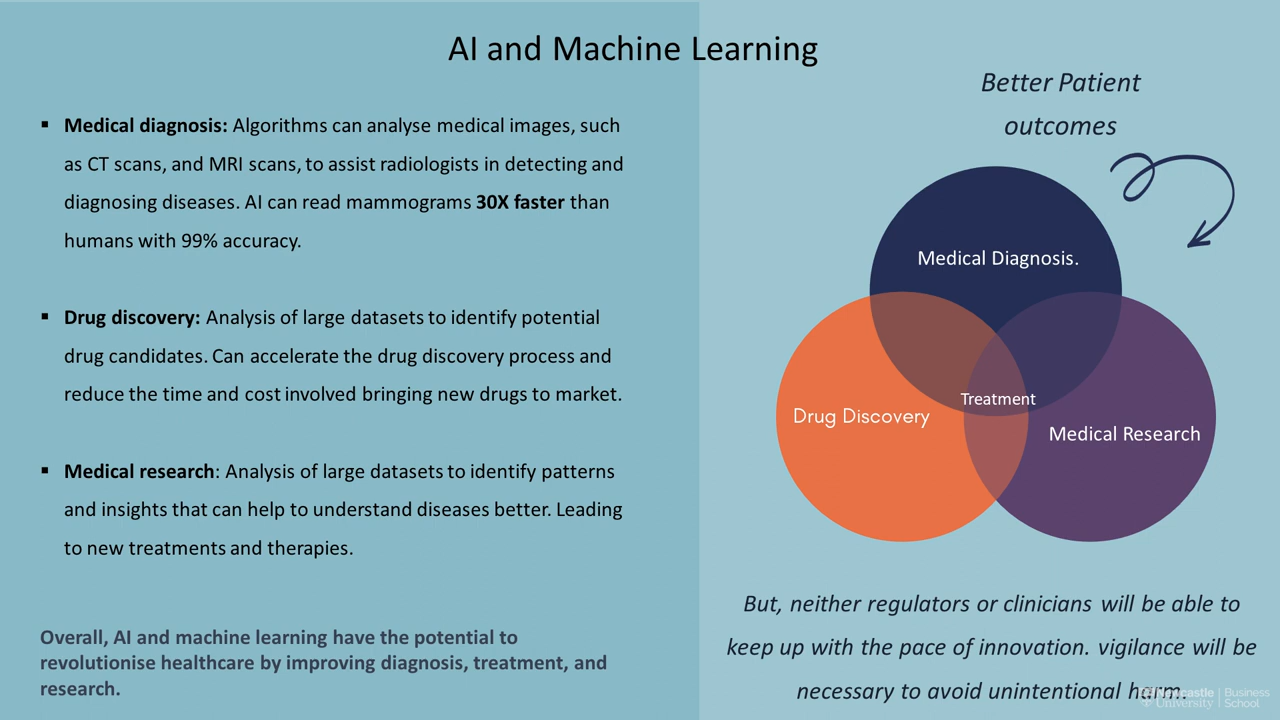 AI and Machine Learning
▪ Medical diagnosis: Algorithms can analyse medical images, such
as CT scans, and MRI scans, to assist radiologists in detecting and
diagnosing diseases. AI can read mammograms 30X faster than
humans with 99% accuracy.
▪ Drug discovery: Analysis of large datasets to identify potential
drug candidates. Can accelerate the drug discovery process and
reduce the time and cost involved bringing new drugs to market.
▪ Medical research: Analysis of large datasets to identify patterns
and insights that can help to understand diseases better. Leading
to new treatments and therapies.
Overall, AI and machine learning have the potential to
revolutionise healthcare by improving diagnosis, treatment, and
research.
Better Patient
outcomes
Medical Diagnosis.
Treatment
Drug Discovery
Medical Research
But, neither regulators or clinicians will be able to
keep up with the pace of innovation. vigilance will be
necessary to avoid unintentional harm.
Newcastle
University
Business
School